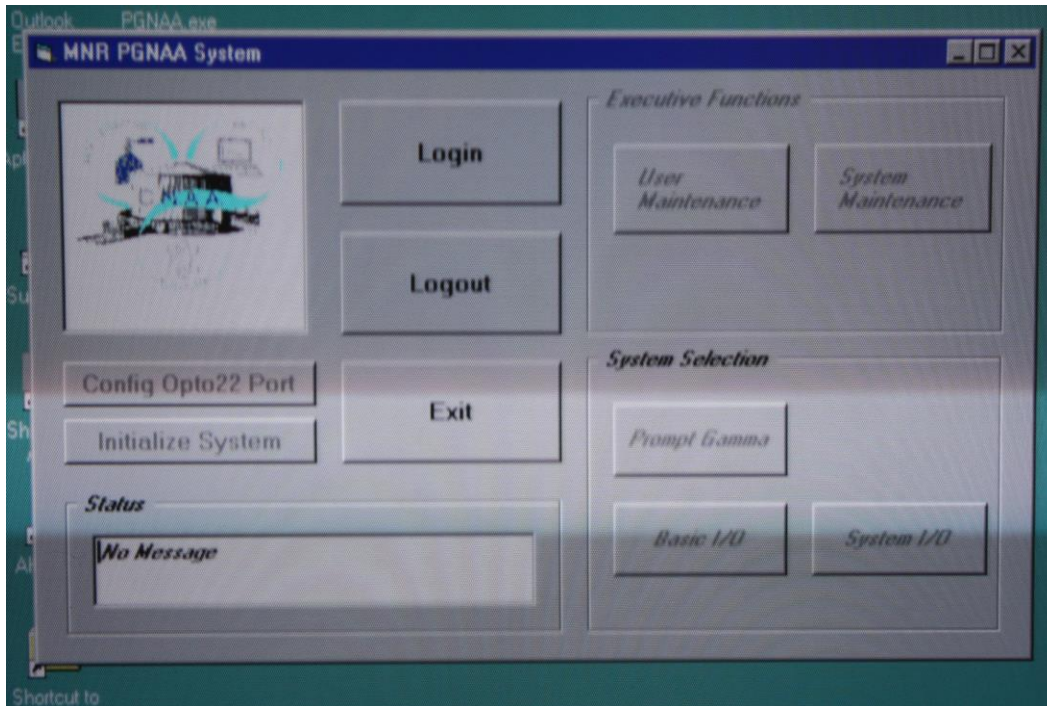 Outlook
PGNAA.exe
MNR PGNAA System
Login
Logout
Exit
Config Opto22 Port
Initialize System
Status
No Message
Executive Functions
User
Maintenance
System
Maintenance
System Selection
Prompt Gamma
Basic I/O
System I/O
Shortcut to